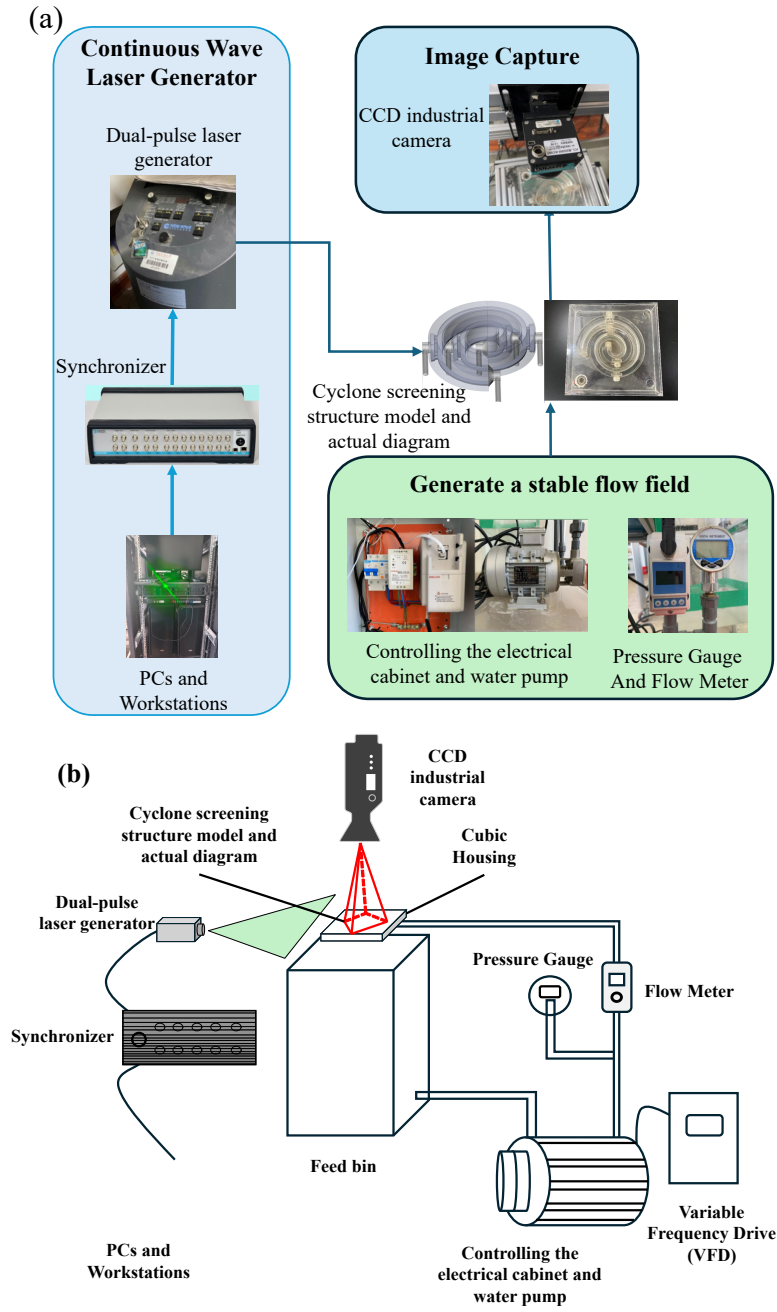 (a)
Continuous Wave
Laser Generator
Dual-pulse laser
generator
Synchronizer
PCs and
Workstations
Image Capture
CCD industrial
camera
Cyclone screening
structure model and
actual diagram
Generate a stable flow field
Controlling the electrical
cabinet and water pump
Pressure Gauge
And Flow Meter
(b)
CCD
industrial
camera
Cyclone screening
structure model and
actual diagram
Cubic
Housing
Dual-pulse
laser generator
Pressure Gauge
Flow Meter
Synchronizer
Feed bin
Variable
Frequency Drive
(VFD)
PCs and
Workstations
Controlling the
electrical cabinet and
water pump